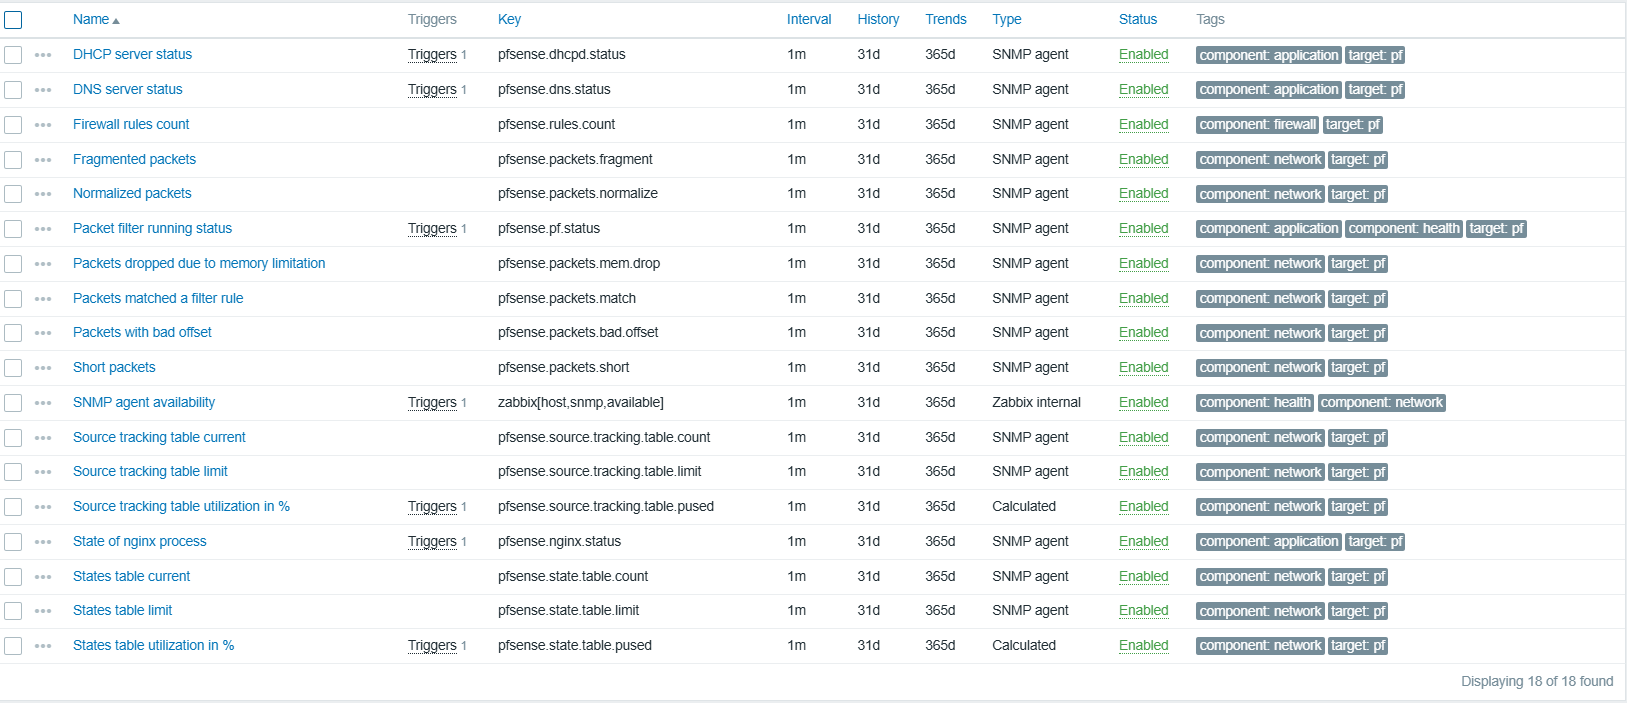 Name Triggers Key Interval History Trends Type Status Tags
DHCP server status Triggers 1 pfsense.dhcpd.status 1m 31d 365d SNMP agent Enabled component: application target: pf
DNS server status Triggers 1 pfsense.dns.status 1m 31d 365d SNMP agent Enabled component: application target: pf
Firewall rules count pfsense.rules.count 1m 31d 365d SNMP agent Enabled component: firewall target: pf
Fragmented packets pfsense.packets.fragment 1m 31d 365d SNMP agent Enabled component: network target: pf
Normalized packets pfsense.packets.normalize 1m 31d 365d SNMP agent Enabled component: network target: pf
Packet filter running status Triggers 1 pfsense.pf.status 1m 31d 365d SNMP agent Enabled component: application component: health target: pf
Packets dropped due to memory limitation pfsense.packets.mem.drop 1m 31d 365d SNMP agent Enabled component: network target: pf
Packets matched a filter rule pfsense.packets.match 1m 31d 365d SNMP agent Enabled component: network target: pf
Packets with bad offset pfsense.packets.bad.offset 1m 31d 365d SNMP agent Enabled component: network target: pf
Short packets pfsense.packets.short 1m 31d 365d SNMP agent Enabled component: network target: pf
SNMP agent availability Triggers 1 zabbix[host,snmp,available] 1m 31d 365d Zabbix internal Enabled component: health component: network
Source tracking table current pfsense.source.tracking.table.count 1m 31d 365d SNMP agent Enabled component: network target: pf
Source tracking table limit pfsense.source.tracking.table.limit 1m 31d 365d SNMP agent Enabled component: network target: pf
Source tracking table utilization in % Triggers 1 pfsense.source.tracking.table.pused 1m 31d 365d Calculated Enabled component: network target: pf
State of nginx process Triggers 1 pfsense.nginx.status 1m 31d 365d SNMP agent Enabled component: application target: pf
States table current pfsense.state.table.count 1m 31d 365d SNMP agent Enabled component: network target: pf
States table limit pfsense.state.table.limit 1m 31d 365d SNMP agent Enabled component: network target: pf
States table utilization in % Triggers 1 pfsense.state.table.pused 1m 31d 365d Calculated Enabled component: network target: pf
Displaying 18 of 18 found